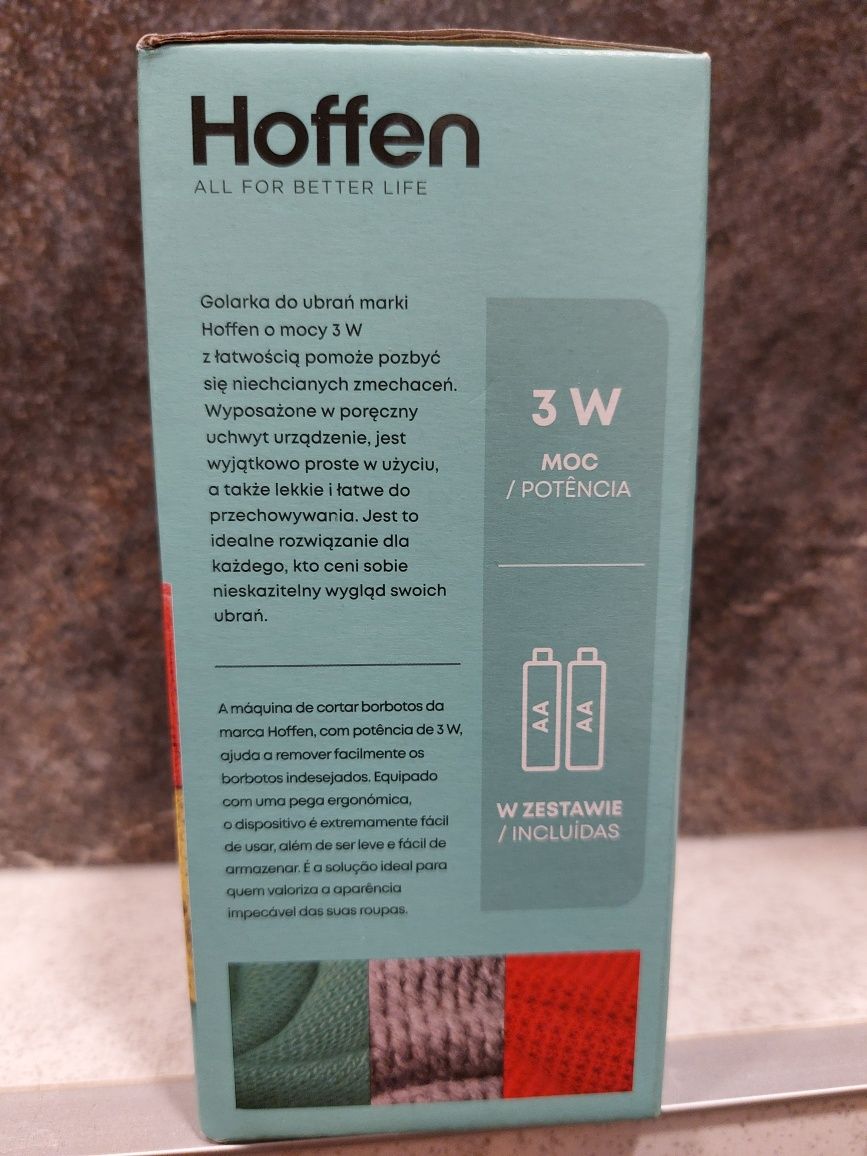 Hoffen
ALL FOR BETTER LIFE
Golarka do ubrań marki
Hoffen o mocy 3 W
z łatwością pomoże pozbyć
się niechcianych zmechaceń.
Wyposażone w poręczny
uchwyt urządzenie, jest
wyjątkowo proste w użyciu,
a także lekkie i łatwe do
przechowywania. Jest to
idealne rozwiązanie dla
każdego, kto ceni sobie
nieskazitelny wygląd swoich
ubrań.
A máquina de cortar borbotos da
marca Hoffen, com potência de 3 W,
ajuda a remover facilmente os
borbotos indesejados. Equipado
com uma pega ergonómica,
o dispositivo é extremamente fácil
de usar, além de ser leve e fácil de
armazenar. É a solução ideal para
quem valoriza a aparência
impecável das suas roupas.
3 W
MOC
/ POTÊNCIA
AA AA
W ZESTAWIE
/ INCLUÍDAS